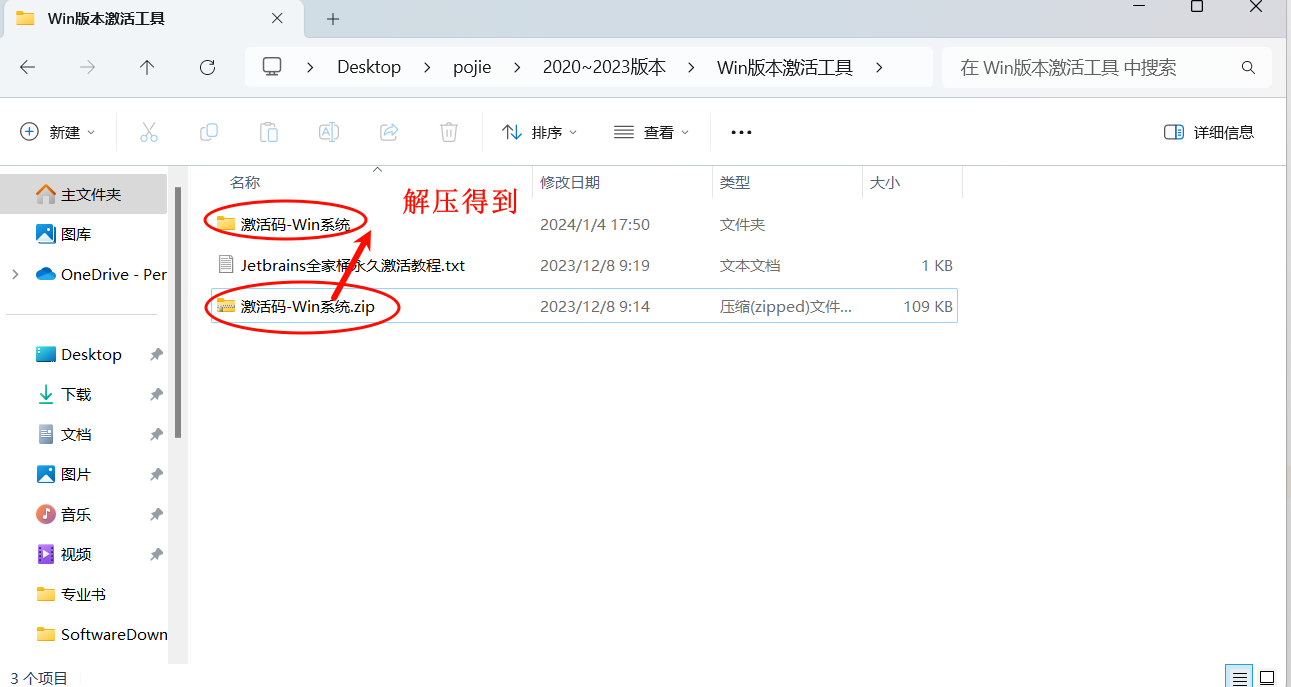 Win版本激活工具
Desktop pojie 2020~2023版本 Win版本激活工具 在 Win版本激活工具 中搜索
新建 排序 查看 详细信息
名称 修改日期 类型 大小
解压得到
激活码-Win系统 2024/1/4 17:50 文件夹
Jetbrains全家桶永久激活教程.txt 2023/12/8 9:19 文本文档 1 KB
激活码-Win系统.zip 2023/12/8 9:14 压缩(zipped)文件... 109 KB
主文件夹
图库
OneDrive - Per
Desktop
下载
文档
图片
音乐
视频
专业书
SoftwareDown
3 个项目